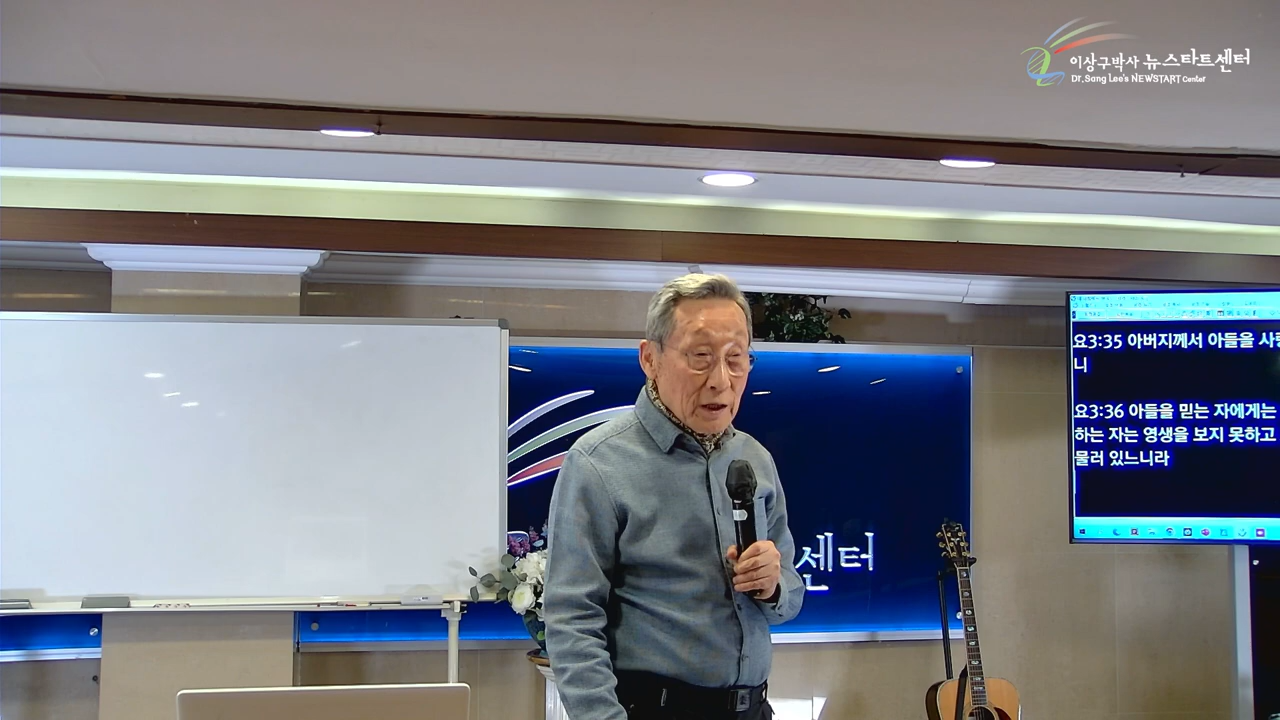 이상구박사 뉴스타트센터
Dr. Sang Lee's NEWSTART Center
요3:35 아버지께서 아들을 사
니
요3:36 아들을 믿는 자에게는
하는 자는 영생을 보지 못하고
물러 있느니라
센터